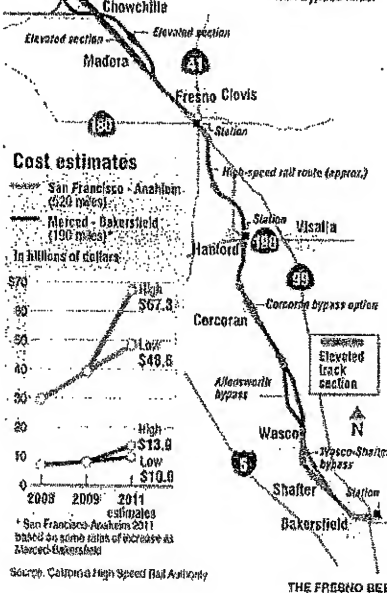 Chowchilla
Elevated section
Elevated section
Madera
41
Fresno
Clovis
180
Station
Cost estimates
San Francisco - Anaheim*
(520 miles)
Merced - Bakersfield
(190 miles)
In billions of dollars
High-speed rail route (approx.)
Station
Visalia
Hanford
198
99
$70
High
$67.3
Low
$48.6
High
$13.9
Low
$10.0
60
50
40
30
20
10
0
2008
2009
2011
estimates
Corcoran bypass option
Corcoran
Elevated
track
section
Allensworth
bypass
N
Wasco
Wasco-Shafter
bypass
5
Shafter
Station
Bakersfield
* San Francisco-Anaheim 2011
based on same rates of increase as
Merced-Bakersfield
Source: California High Speed Rail Authority
THE FRESNO BEE